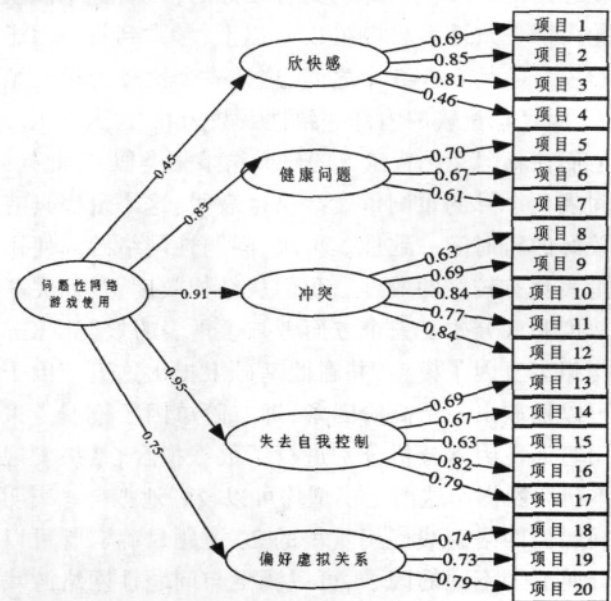 欣快感
健康问题
问题性网络
游戏使用
冲突
失去自我控制
偏好虚拟关系
0.45
0.83
0.91
0.95
0.75
0.69
0.85
0.81
0.46
0.70
0.67
0.61
0.63
0.69
0.84
0.77
0.84
0.69
0.67
0.63
0.82
0.79
0.74
0.73
0.79
项目 1
项目 2
项目 3
项目 4
项目 5
项目 6
项目 7
项目 8
项目 9
项目 10
项目 11
项目 12
项目 13
项目 14
项目 15
项目 16
项目 17
项目 18
项目 19
项目 20